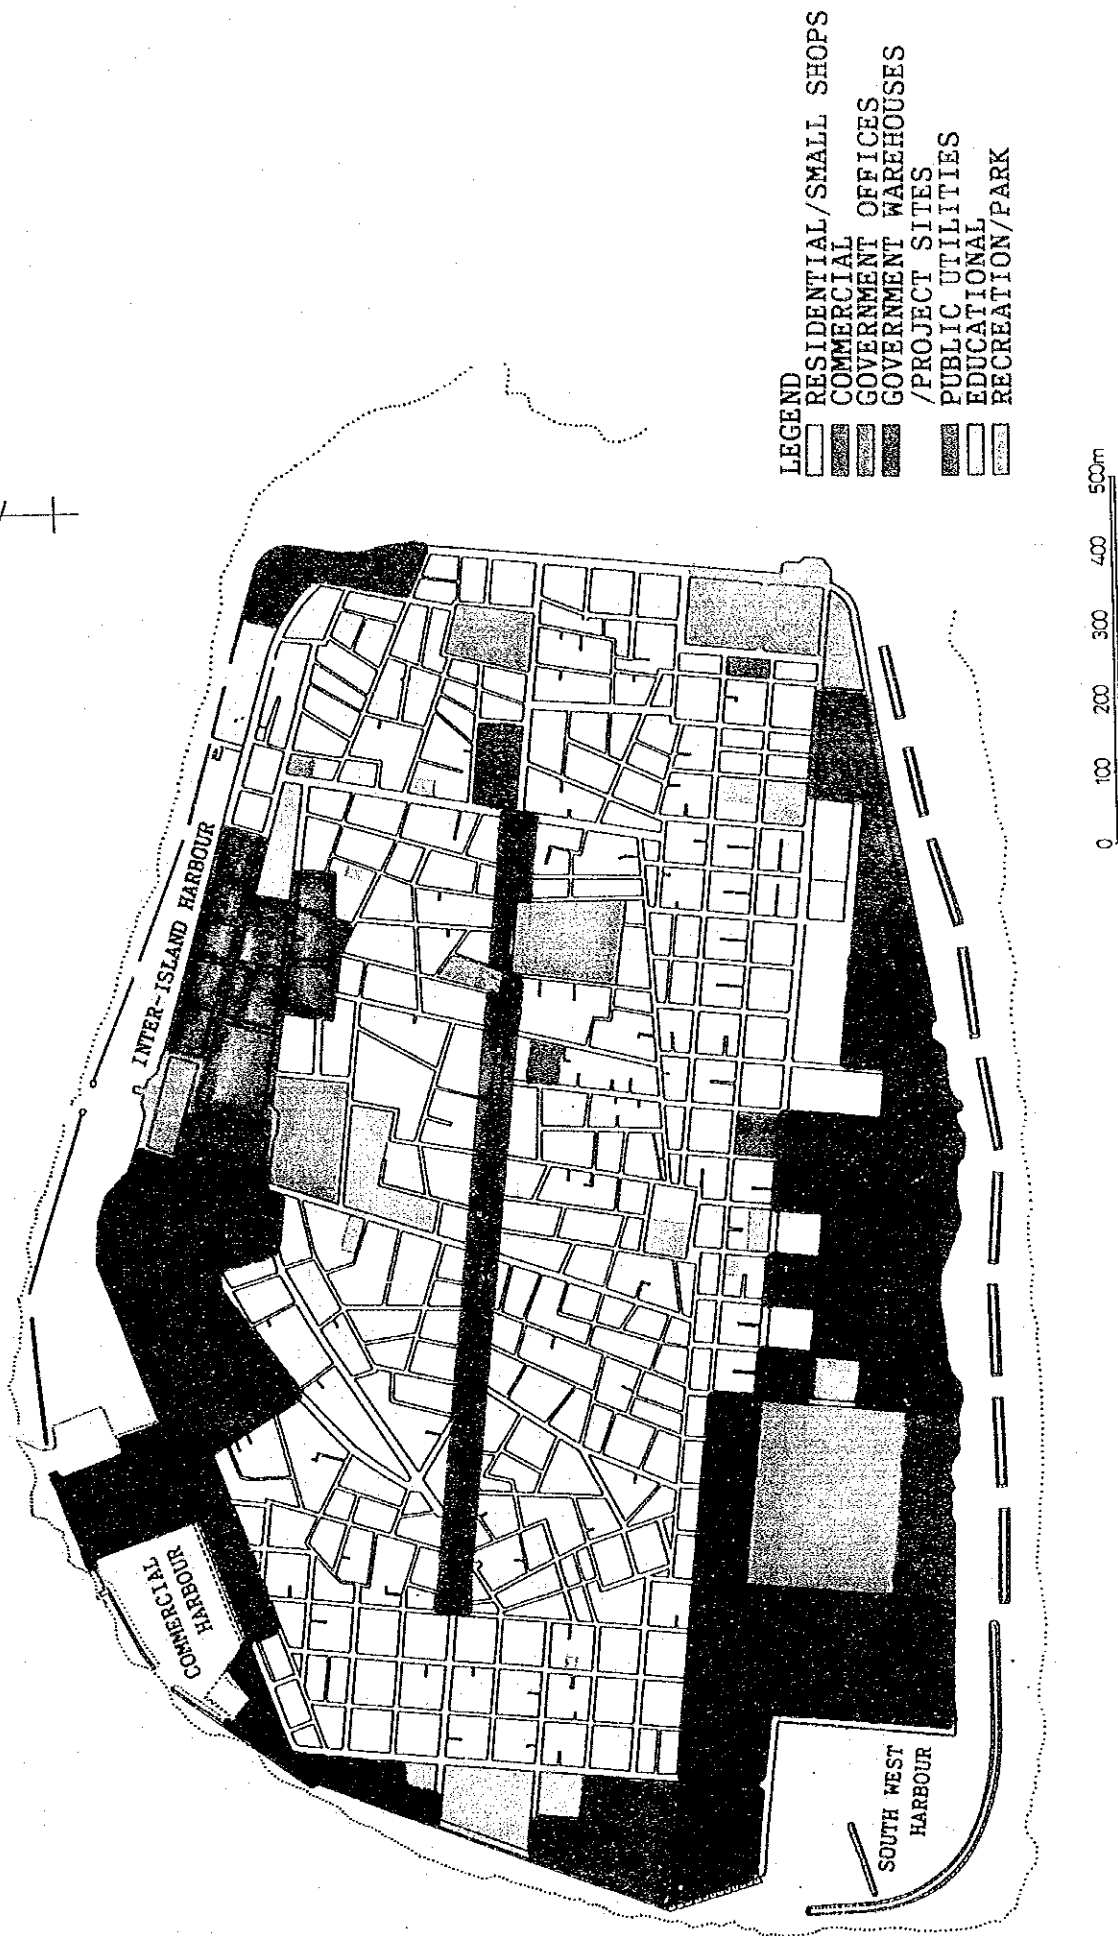 INTER-ISLAND HARBOUR
COMMERCIAL
HARBOUR
SOUTH WEST
HARBOUR
LEGEND
RESIDENTIAL/SMALL SHOPS
COMMERCIAL
GOVERNMENT OFFICES
GOVERNMENT WAREHOUSES
/PROJECT SITES
PUBLIC UTILITIES
EDUCATIONAL
RECREATION/PARK
0 100 200 300 400 500m